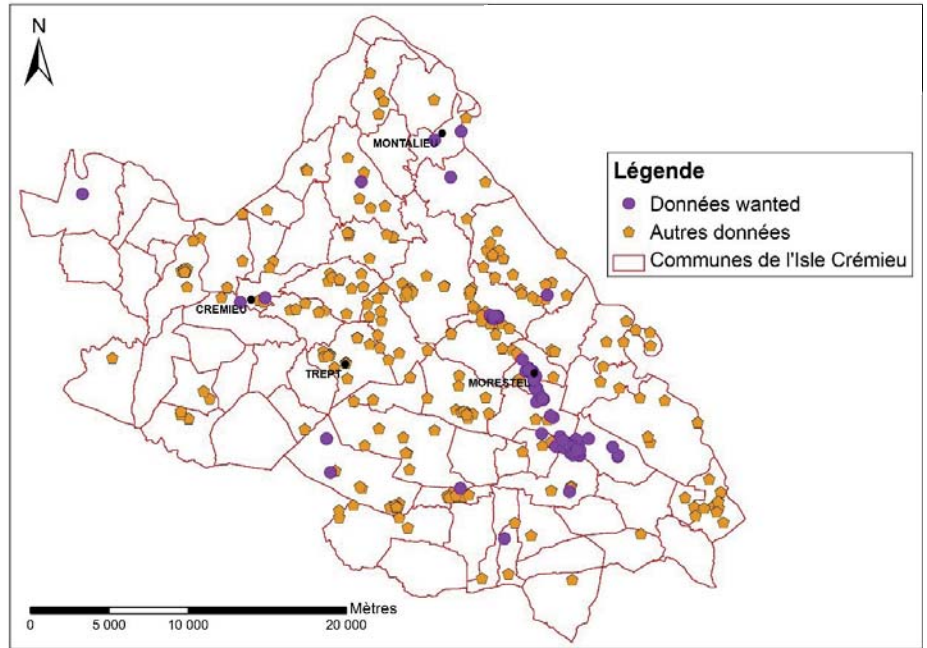 N
MONTALIEU
Légende
Données wanted
Autres données
Communes de l'Isle Crémieu
CREMIEU
TREPT
MORESTEL
Mètres
0 5 000 10 000 20 000